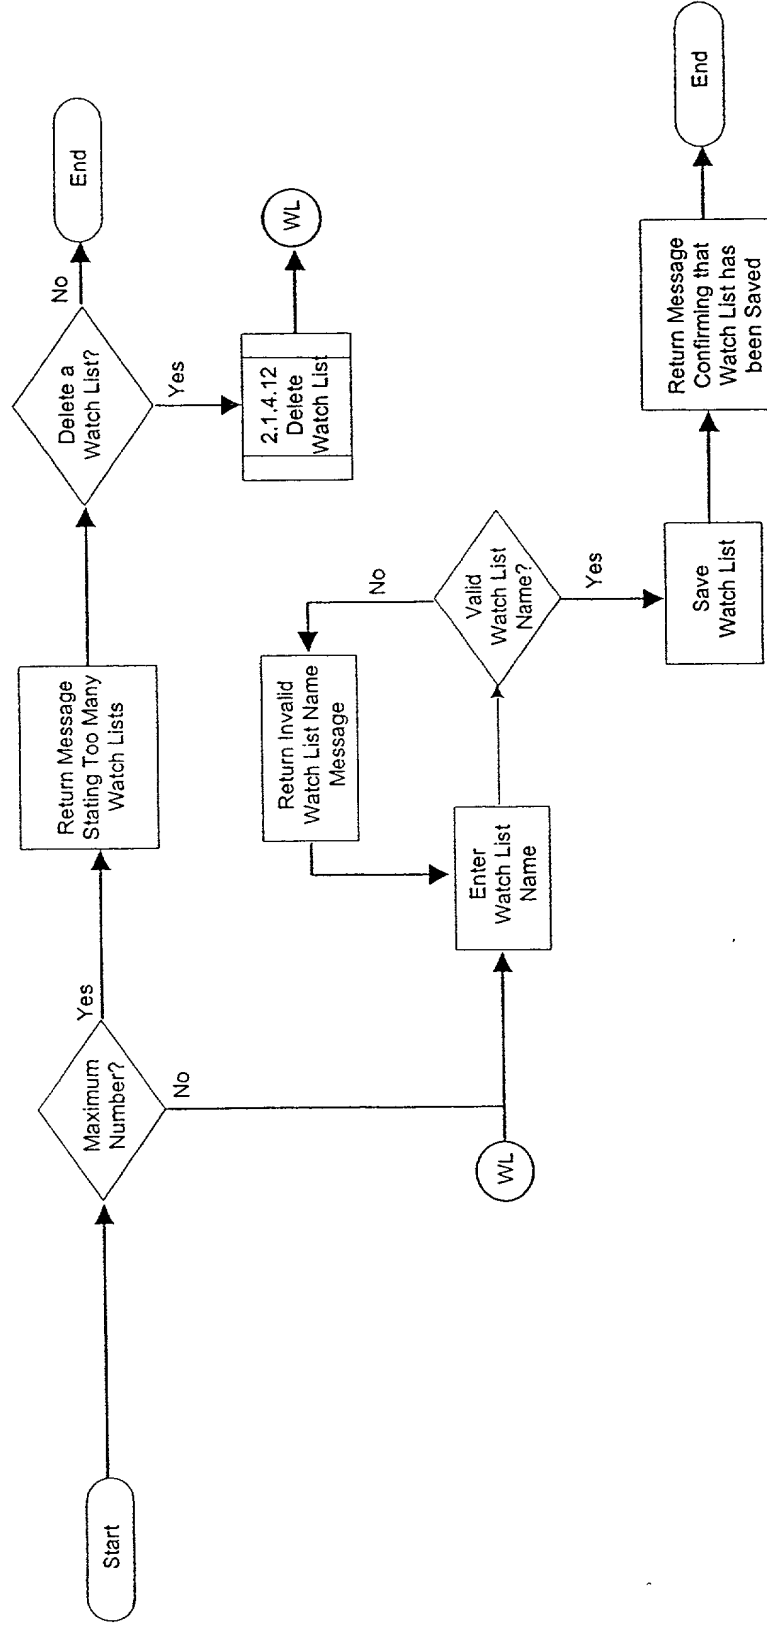 Start
Maximum
Number?
Yes
No
Return Message
Stating Too Many
Watch Lists
Delete a
Watch List?
No
End
Yes
2.1.4.12
Delete
Watch List
WL
WL
Enter
Watch List
Name
Return Invalid
Watch List Name
Message
Valid
Watch List
Name?
No
Yes
Save
Watch List
Return Message
Confirming that
Watch List has
been Saved
End